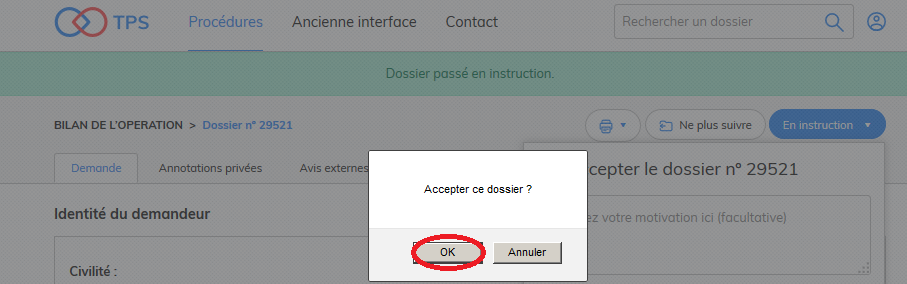 TPS Procédures Ancienne interface Contact Rechercher un dossier
Dossier passé en instruction.
BILAN DE L'OPERATION > Dossier n° 29521 Ne plus suivre En instruction
Demande Annotations privées Avis externes
Accepter ce dossier ?
OK Annuler
ccepter le dossier n° 29521
ez votre motivation ici (facultative)
Identité du demandeur
Civilité :